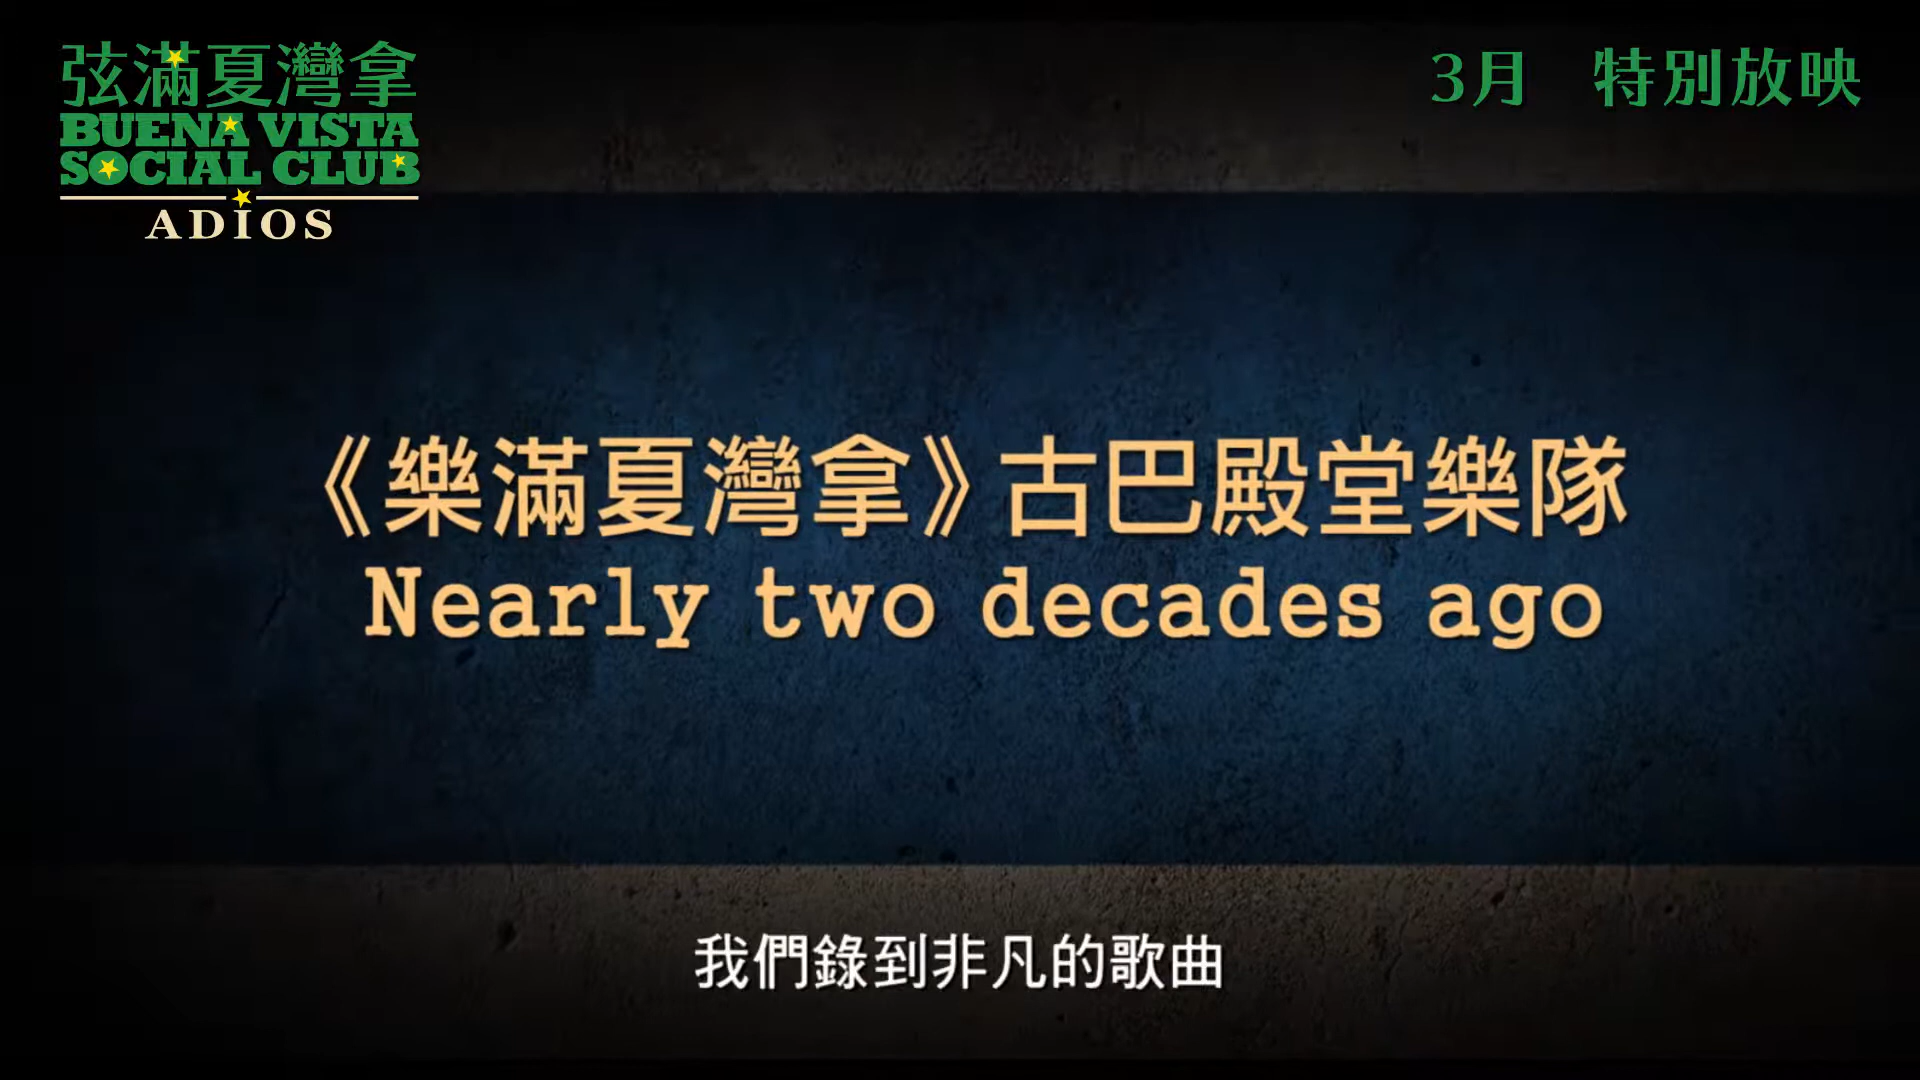 弦滿夏灣拿
BUENA VISTA
SOCIAL CLUB
ADIOS
3月 特別放映
《樂滿夏灣拿》古巴殿堂樂隊
Nearly two decades ago
我們錄到非凡的歌曲